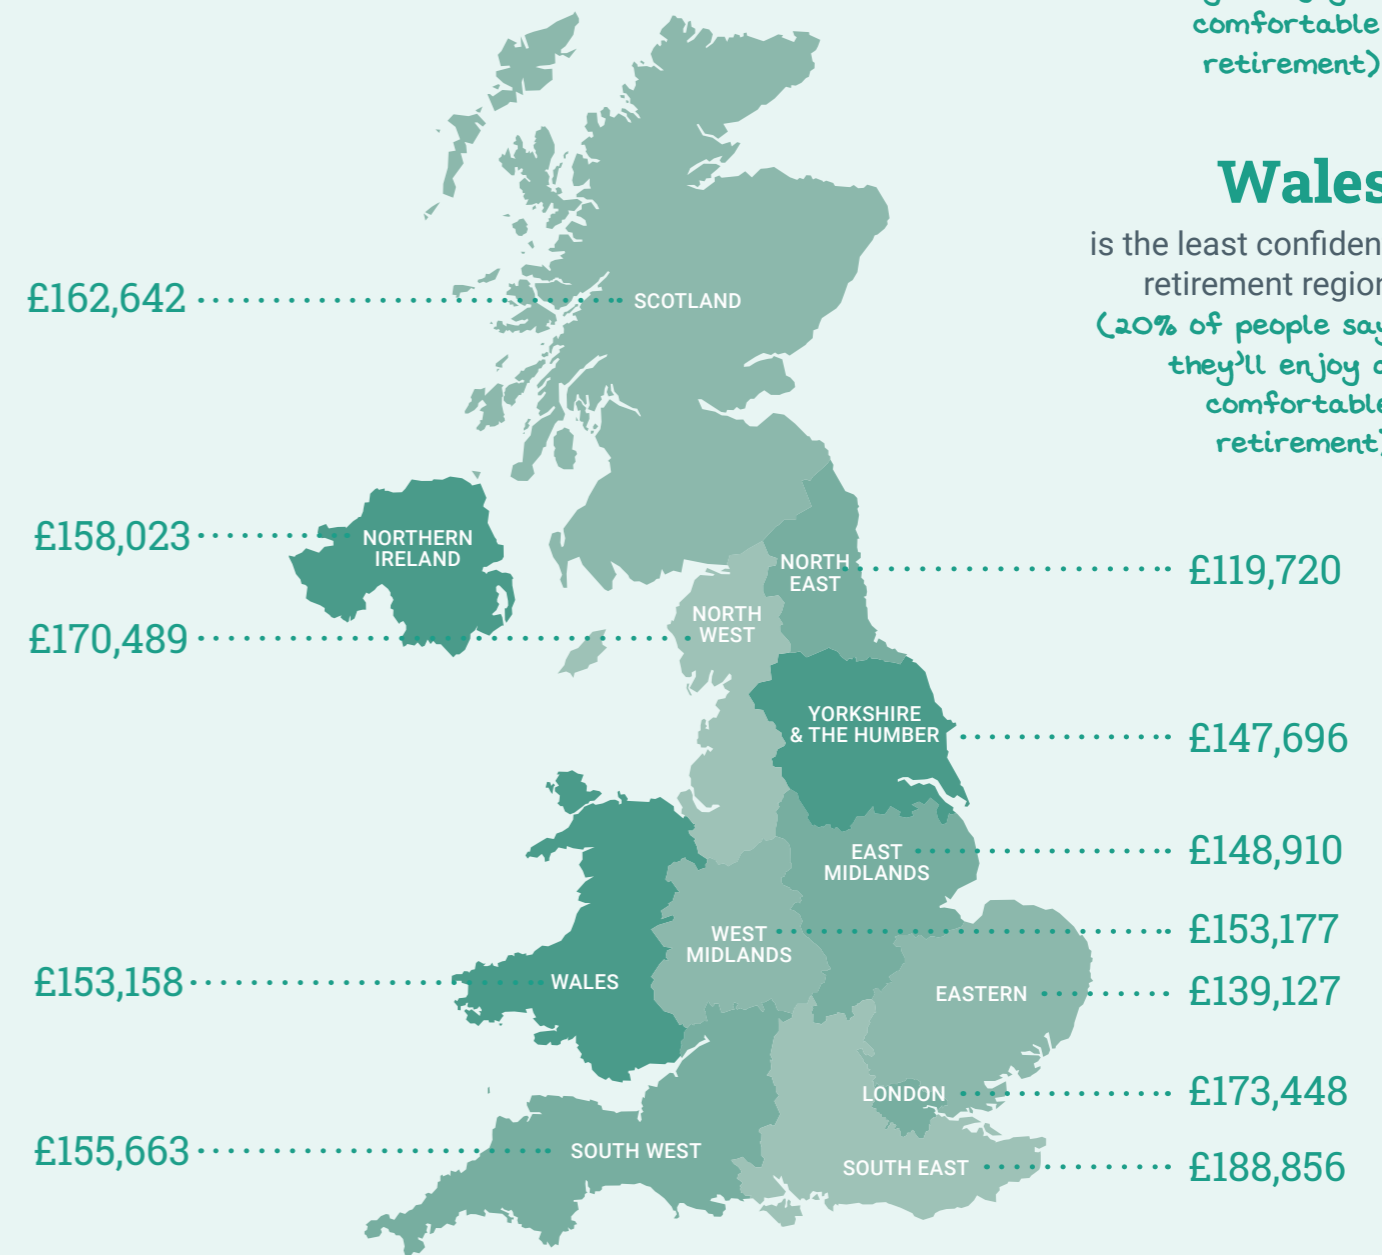 comfortable
retirement)
Wales
is the least confiden
retirement region
(20% of people say
they'll enjoy a
comfortable
retirement)
£162,642
SCOTLAND
£158,023
NORTHERN
IRELAND
NORTH
EAST
£119,720
£170,489
NORTH
WEST
YORKSHIRE
& THE HUMBER
£147,696
EAST
MIDLANDS
£148,910
WEST
MIDLANDS
£153,177
£153,158
WALES
EASTERN
£139,127
LONDON
£173,448
£155,663
SOUTH WEST
SOUTH EAST
£188,856